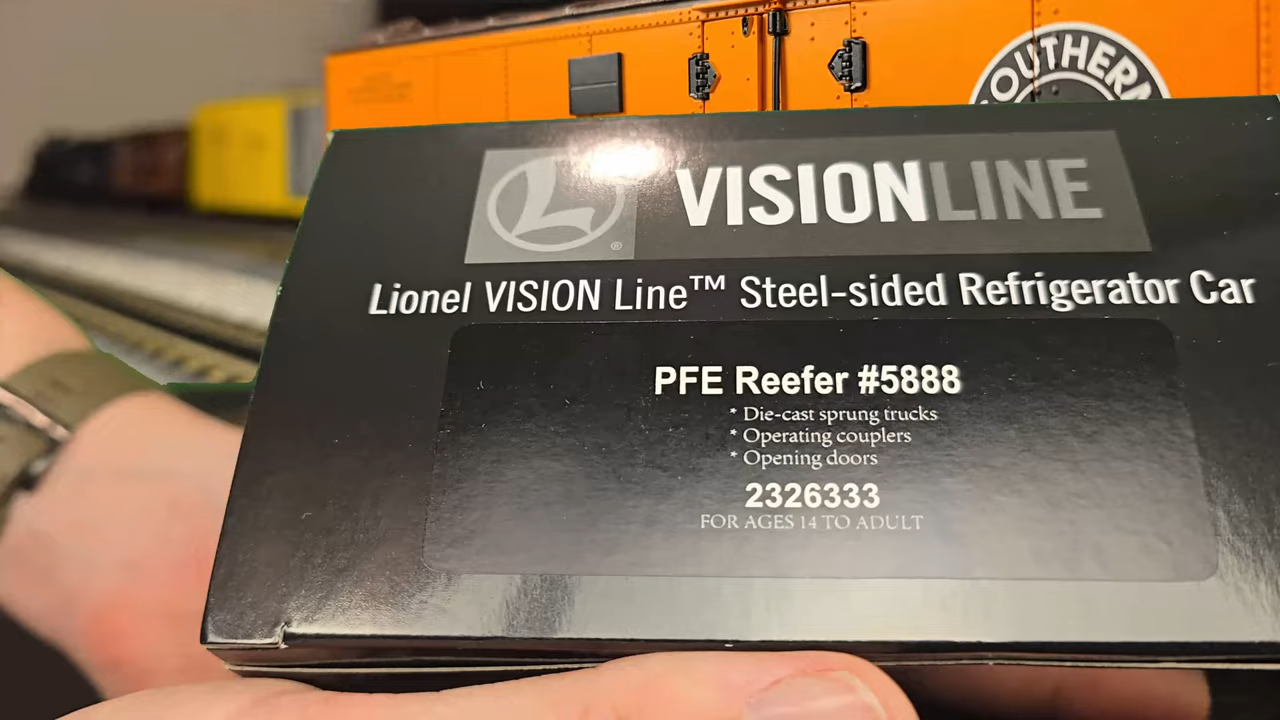 SOUTHERN
VISIONLINE
®
Lionel VISION Line™ Steel-sided Refrigerator Car
PFE Reefer #5888
* Die-cast sprung trucks
* Operating couplers
* Opening doors
2326333
FOR AGES 14 TO ADULT